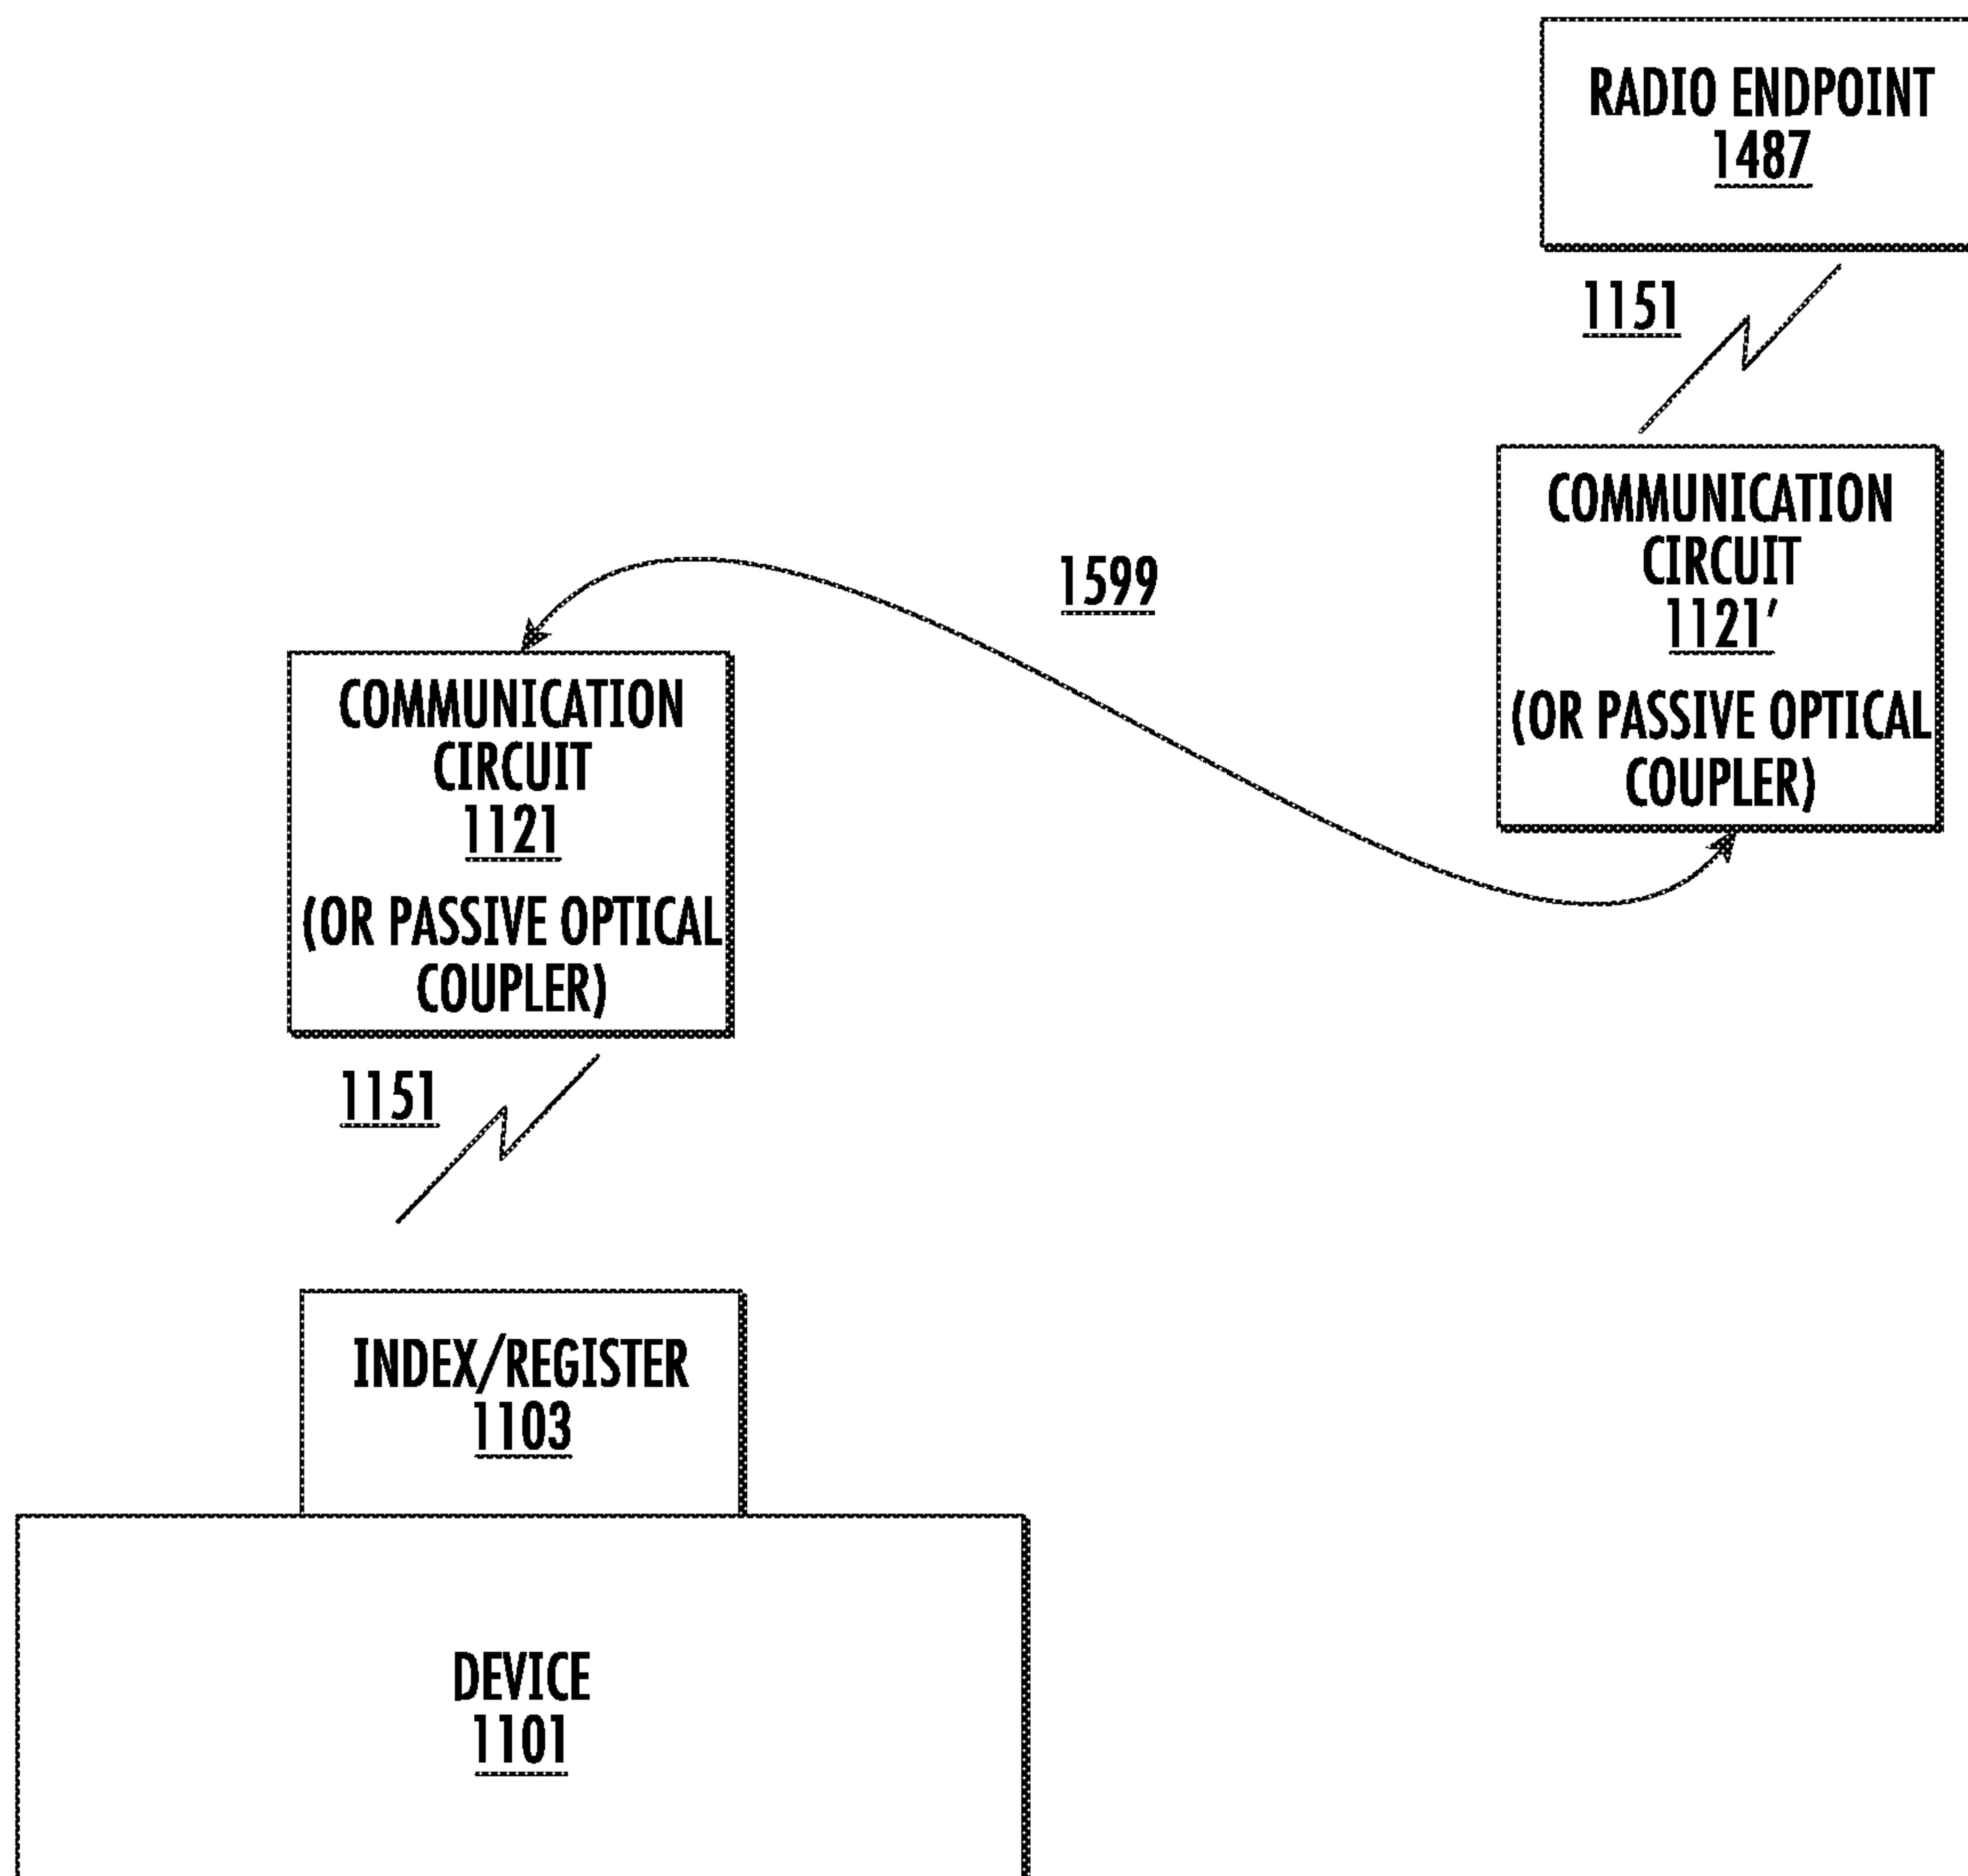 RADIO ENDPOINT
1487
1151
COMMUNICATION
CIRCUIT
1121′
(OR PASSIVE OPTICAL
COUPLER)
1599
COMMUNICATION
CIRCUIT
1121
(OR PASSIVE OPTICAL
COUPLER)
1151
INDEX/REGISTER
1103
DEVICE
1101